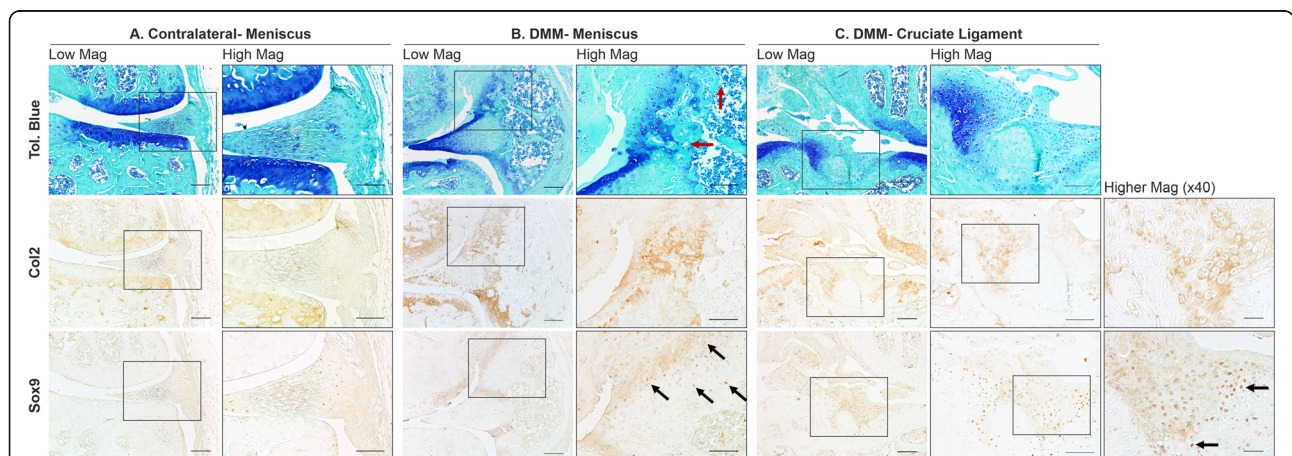 A. Contralateral- Meniscus
B. DMM- Meniscus
C. DMM- Cruciate Ligament
Low Mag
High Mag
Low Mag
High Mag
Low Mag
High Mag
Tol. Blue
Higher Mag (x40)
Col2
Sox9